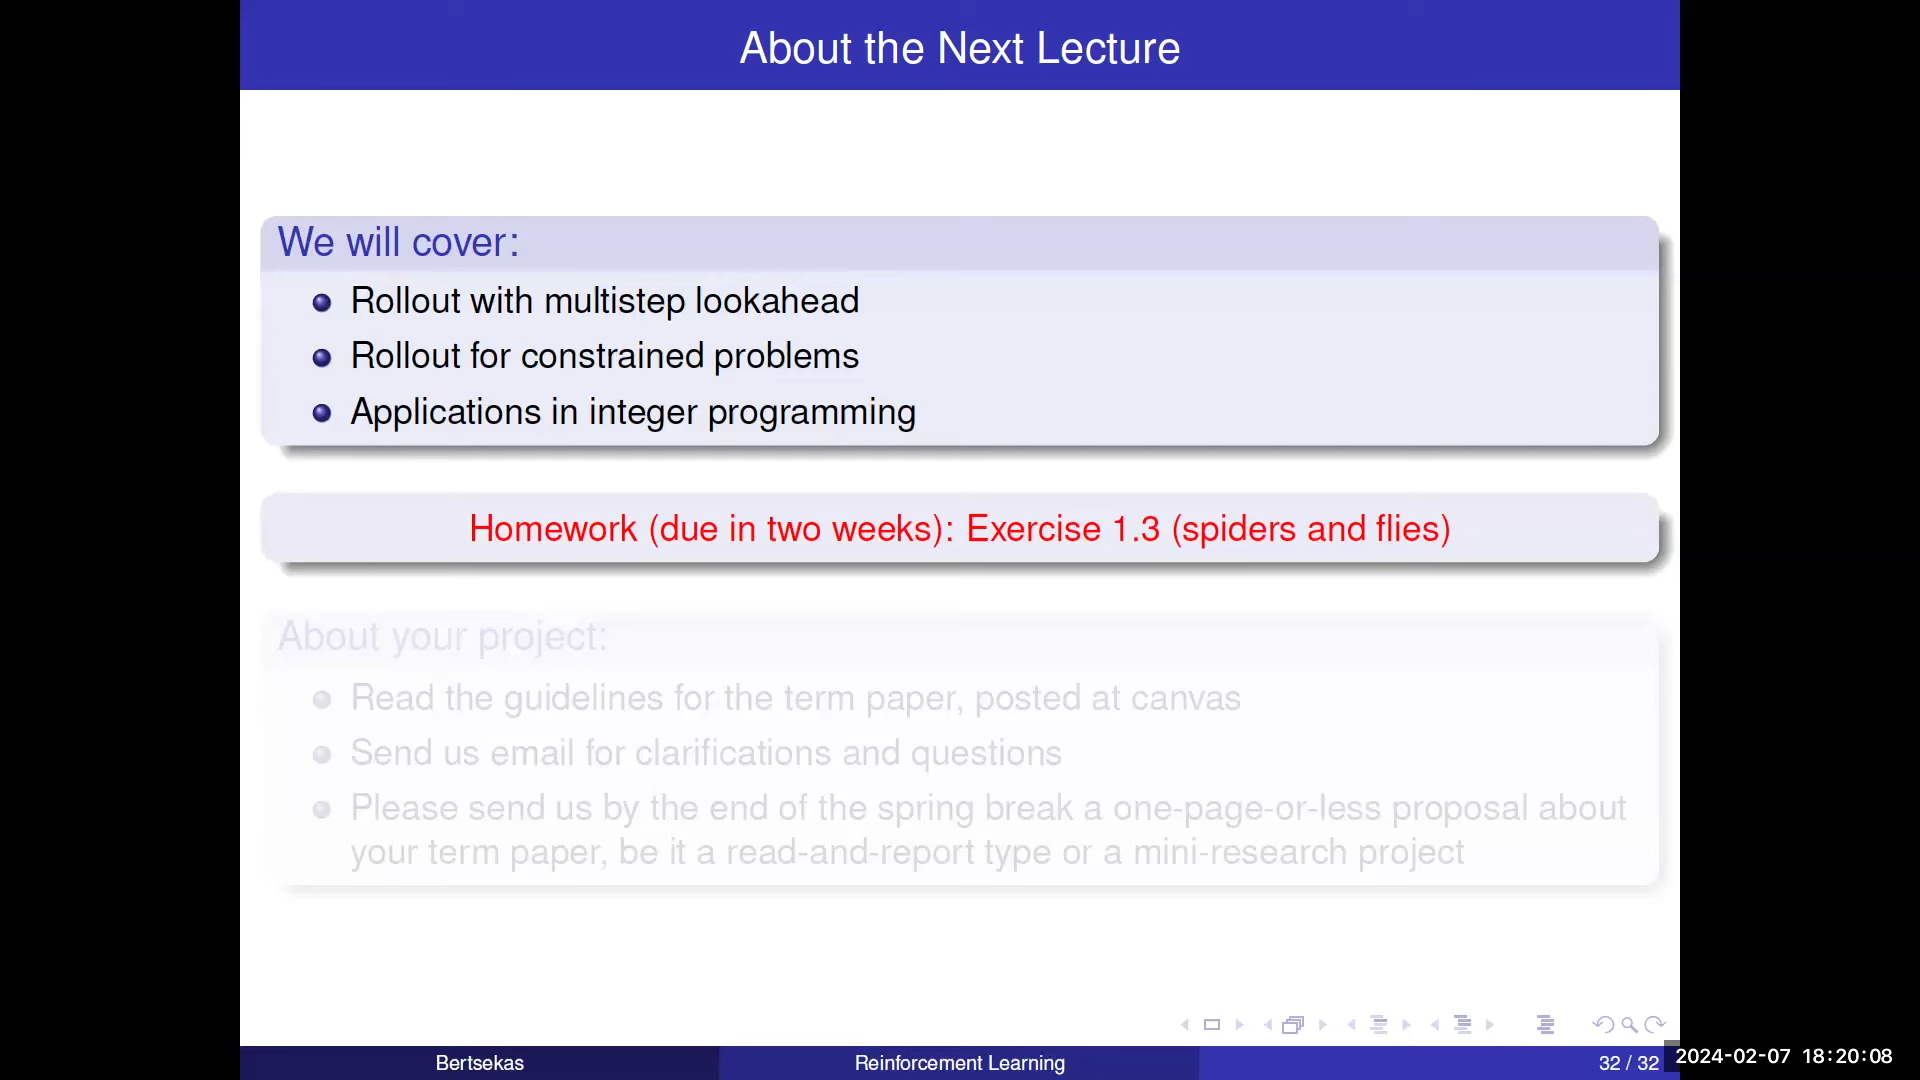 About the Next Lecture
We will cover:
Rollout with multistep lookahead
Rollout for constrained problems
Applications in integer programming
Homework (due in two weeks): Exercise 1.3 (spiders and flies)
About your project:
Read the guidelines for the term paper, posted at canvas
Send us email for clarifications and questions
Please send us by the end of the spring break a one-page-or-less proposal about
your term paper, be it a read-and-report type or a mini-research project
Bertsekas
Reinforcement Learning
32 / 32
2024-02-07 18:20:08